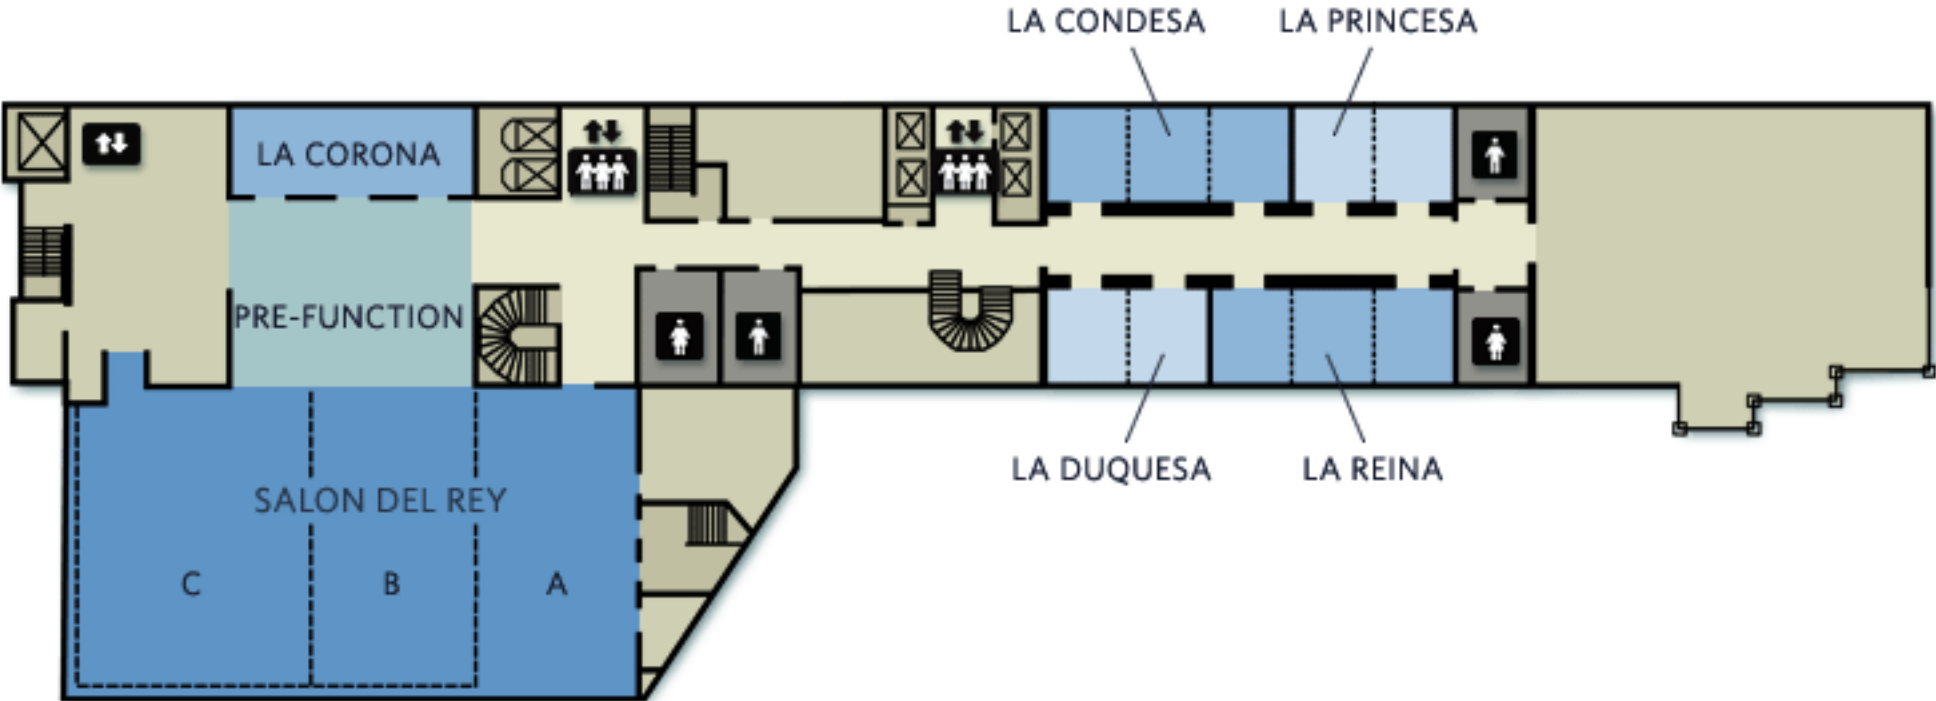 LA CONDESA
LA PRINCESA
LA CORONA
PRE-FUNCTION
LA DUQUESA
LA REINA
SALON DEL REY
C
B
A